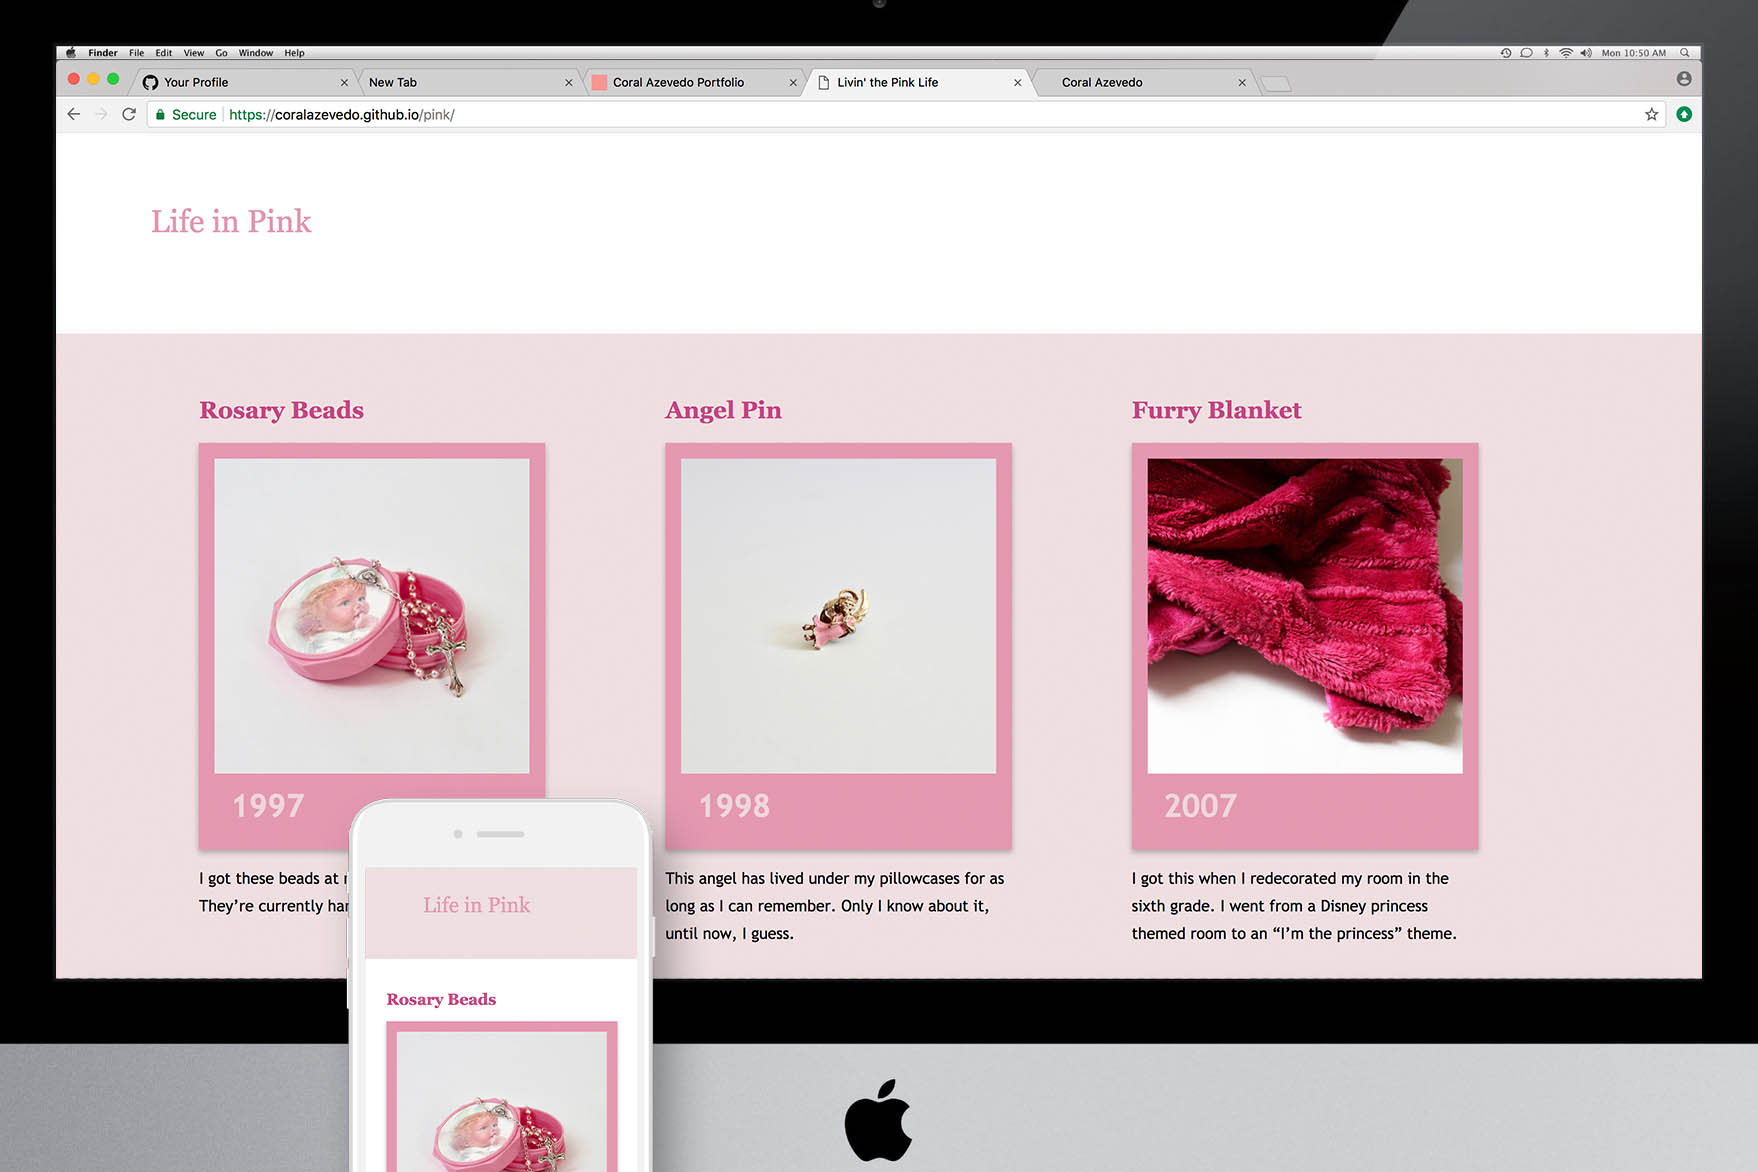 Finder File Edit View Go Window Help Mon 10:50 AM
Your Profile New Tab Coral Azevedo Portfolio Livin' the Pink Life Coral Azevedo
Secure https://coralazevedo.github.io/pink/
Life in Pink
Rosary Beads
Angel Pin
Furry Blanket
1997
1998
2007
I got these beads at
They’re currently
This angel has lived under my pillowcases for as
long as I can remember. Only I know about it,
until now, I guess.
I got this when I redecorated my room in the
sixth grade. I went from a Disney princess
themed room to an “I’m the princess” theme.
Life in Pink
Rosary Beads